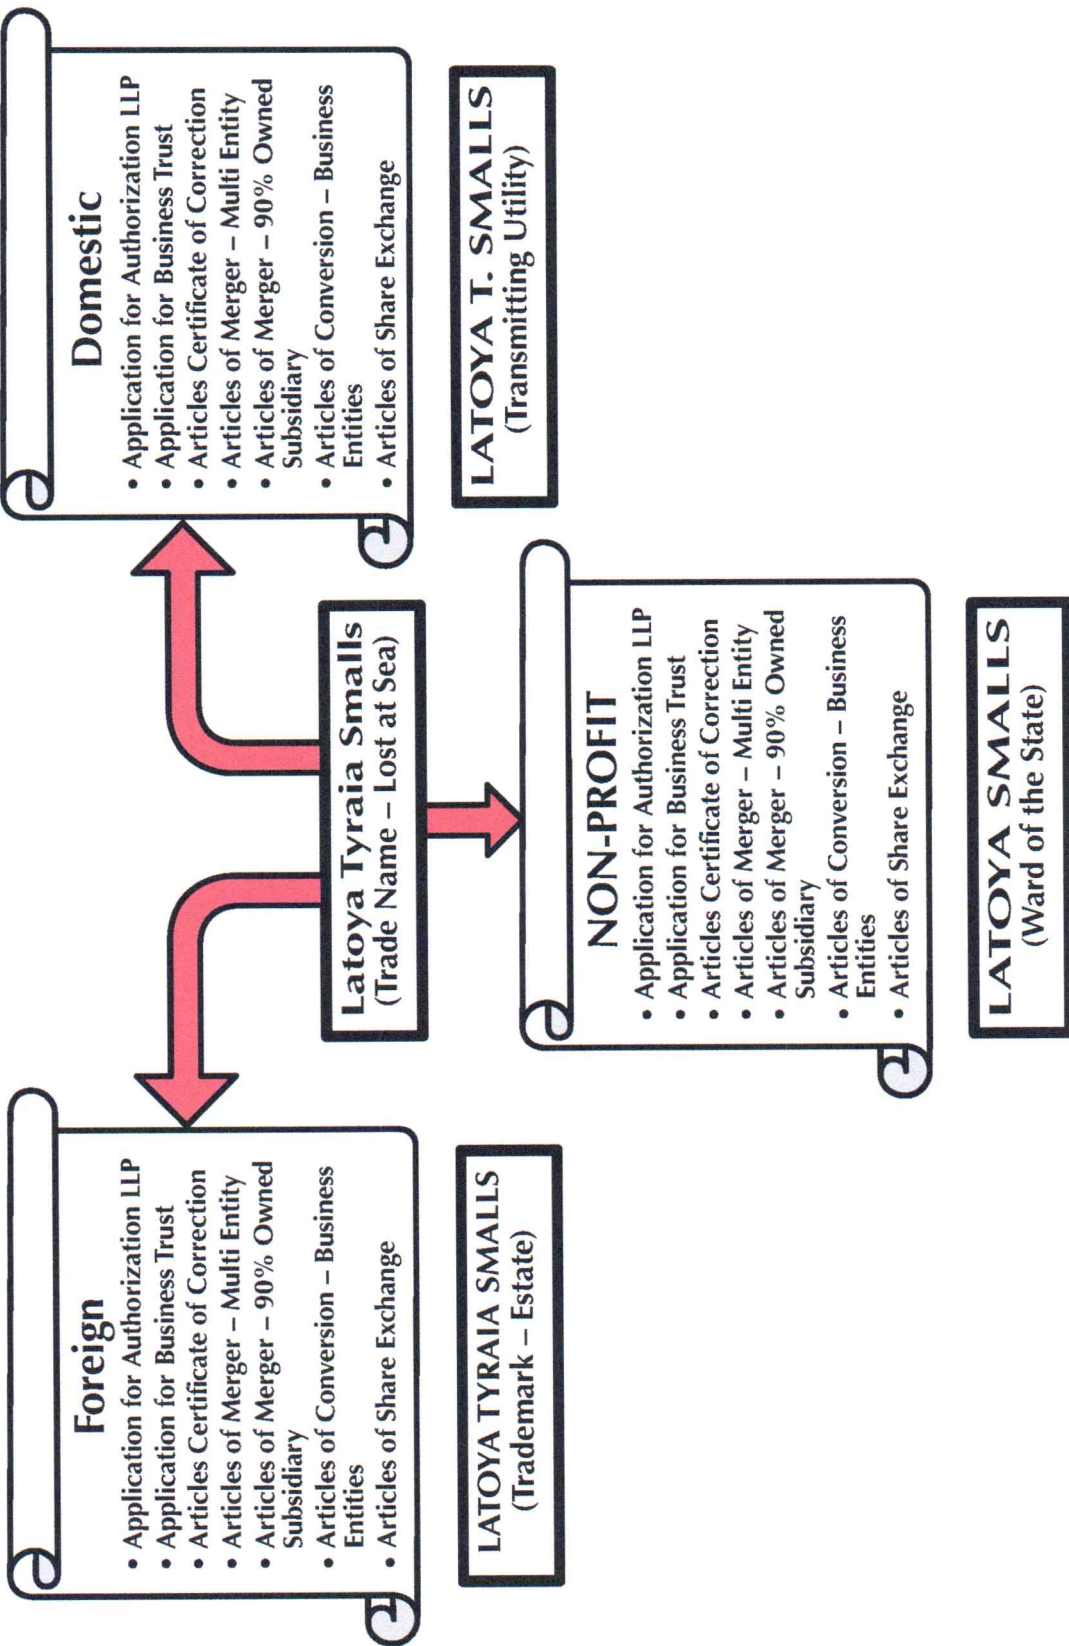 Foreign
• Application for Authorization LLP
• Application for Business Trust
• Articles Certificate of Correction
• Articles of Merger – Multi Entity
• Articles of Merger – 90% Owned
Subsidiary
• Articles of Conversion – Business
Entities
• Articles of Share Exchange
LATOYA TYRAIA SMALLS
(Trademark – Estate)
Latoya Tyraia Smalls
(Trade Name – Lost at Sea)
NON-PROFIT
• Application for Authorization LLP
• Application for Business Trust
• Articles Certificate of Correction
• Articles of Merger – Multi Entity
• Articles of Merger – 90% Owned
Subsidiary
• Articles of Conversion – Business
Entities
• Articles of Share Exchange
LATOYA SMALLS
(Ward of the State)
Domestic
• Application for Authorization LLP
• Application for Business Trust
• Articles Certificate of Correction
• Articles of Merger – Multi Entity
• Articles of Merger – 90% Owned
Subsidiary
• Articles of Conversion – Business
Entities
• Articles of Share Exchange
LATOYA T. SMALLS
(Transmitting Utility)